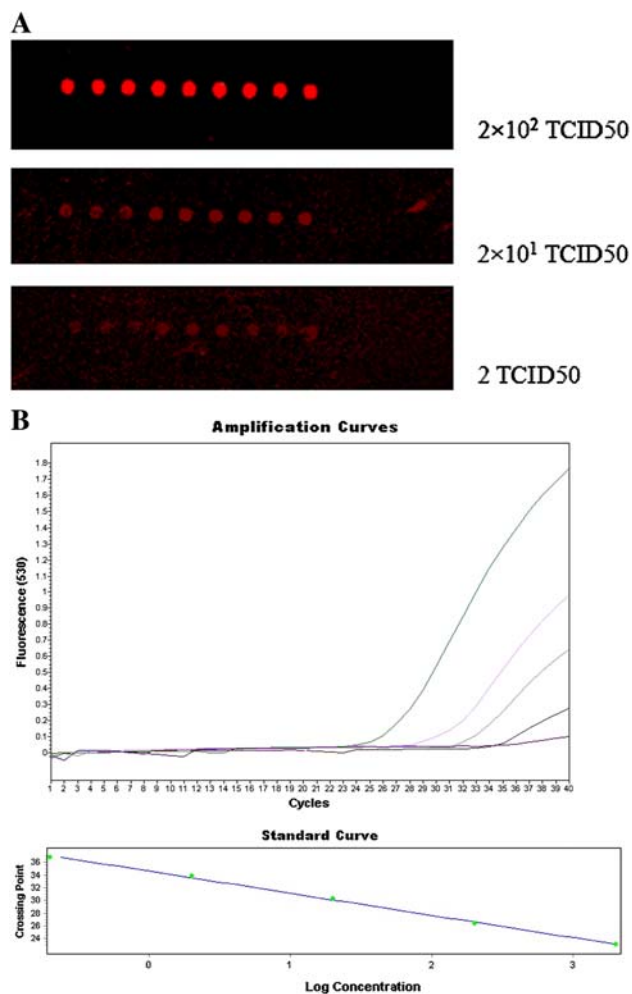 A
2×10² TCID50
2×10¹ TCID50
2 TCID50
B
Amplification Curves
Fluorescence (530)
1.8
1.7
1.6
1.5
1.4
1.3
1.2
1.1
1
0.9
0.8
0.7
0.6
0.5
0.4
0.3
0.2
0.1
0
1 2 3 4 5 6 7 8 9 10 11 12 13 14 15 16 17 18 19 20 21 22 23 24 25 26 27 28 29 30 31 32 33 34 35 36 37 38 39 40
Cycles
Standard Curve
Crossing Point
36
34
32
30
28
26
24
0 1 2 3
Log Concentration